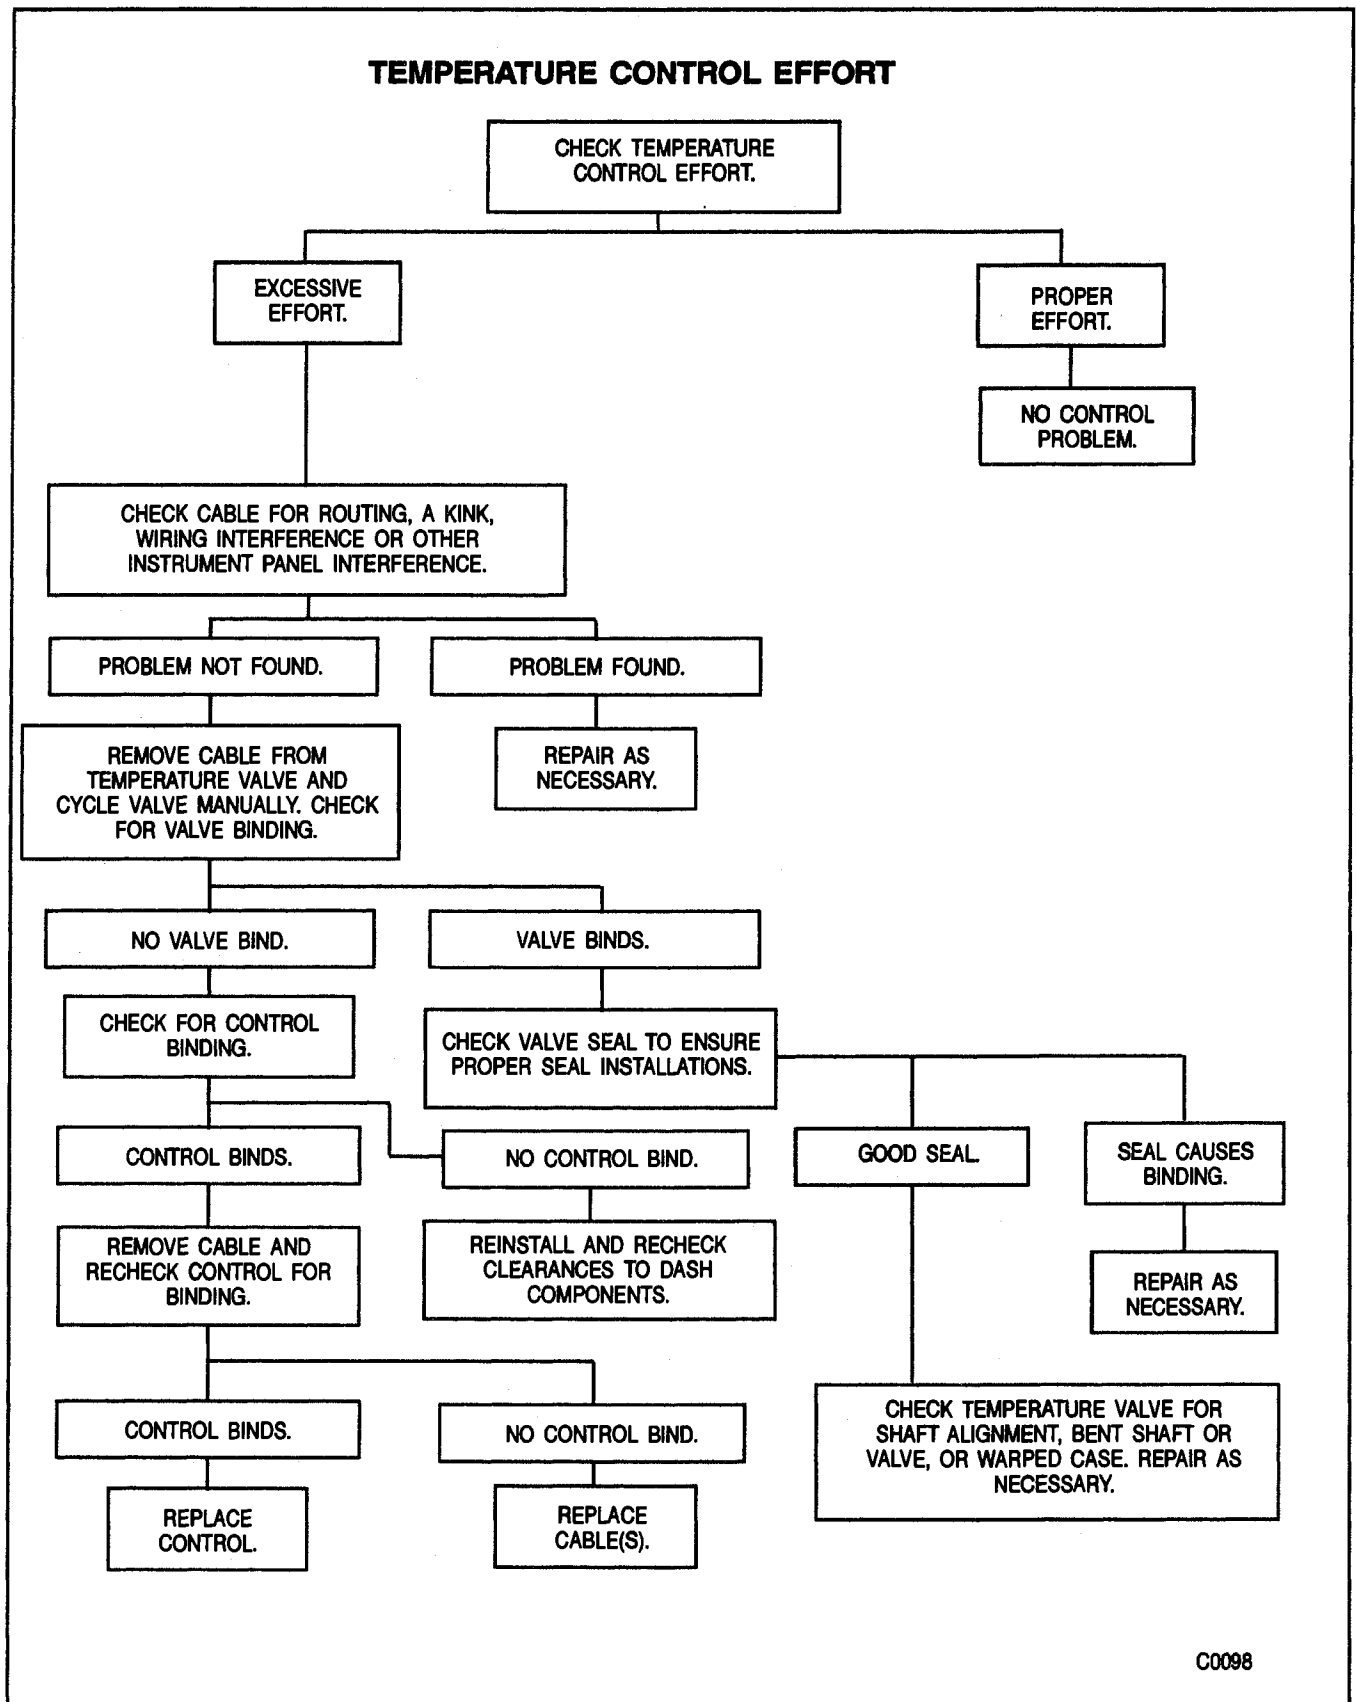 TEMPERATURE CONTROL EFFORT
CHECK TEMPERATURE
CONTROL EFFORT.
EXCESSIVE
EFFORT.
PROPER
EFFORT.
NO CONTROL
PROBLEM.
CHECK CABLE FOR ROUTING, A KINK,
WIRING INTERFERENCE OR OTHER
INSTRUMENT PANEL INTERFERENCE.
PROBLEM NOT FOUND.
PROBLEM FOUND.
REMOVE CABLE FROM
TEMPERATURE VALVE AND
CYCLE VALVE MANUALLY. CHECK
FOR VALVE BINDING.
REPAIR AS
NECESSARY.
NO VALVE BIND.
VALVE BINDS.
CHECK FOR CONTROL
BINDING.
CHECK VALVE SEAL TO ENSURE
PROPER SEAL INSTALLATIONS.
CONTROL BINDS.
NO CONTROL BIND.
GOOD SEAL.
SEAL CAUSES
BINDING.
REMOVE CABLE AND
RECHECK CONTROL FOR
BINDING.
REINSTALL AND RECHECK
CLEARANCES TO DASH
COMPONENTS.
REPAIR AS
NECESSARY.
CONTROL BINDS.
NO CONTROL BIND.
CHECK TEMPERATURE VALVE FOR
SHAFT ALIGNMENT, BENT SHAFT OR
VALVE, OR WARPED CASE. REPAIR AS
NECESSARY.
REPLACE
CONTROL.
REPLACE
CABLE(S).
C0098